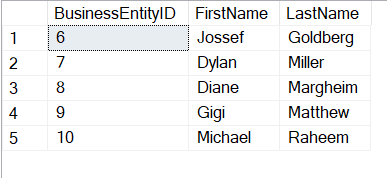 BusinessEntityID FirstName LastName
1 6 Jossef Goldberg
2 7 Dylan Miller
3 8 Diane Margheim
4 9 Gigi Matthew
5 10 Michael Raheem